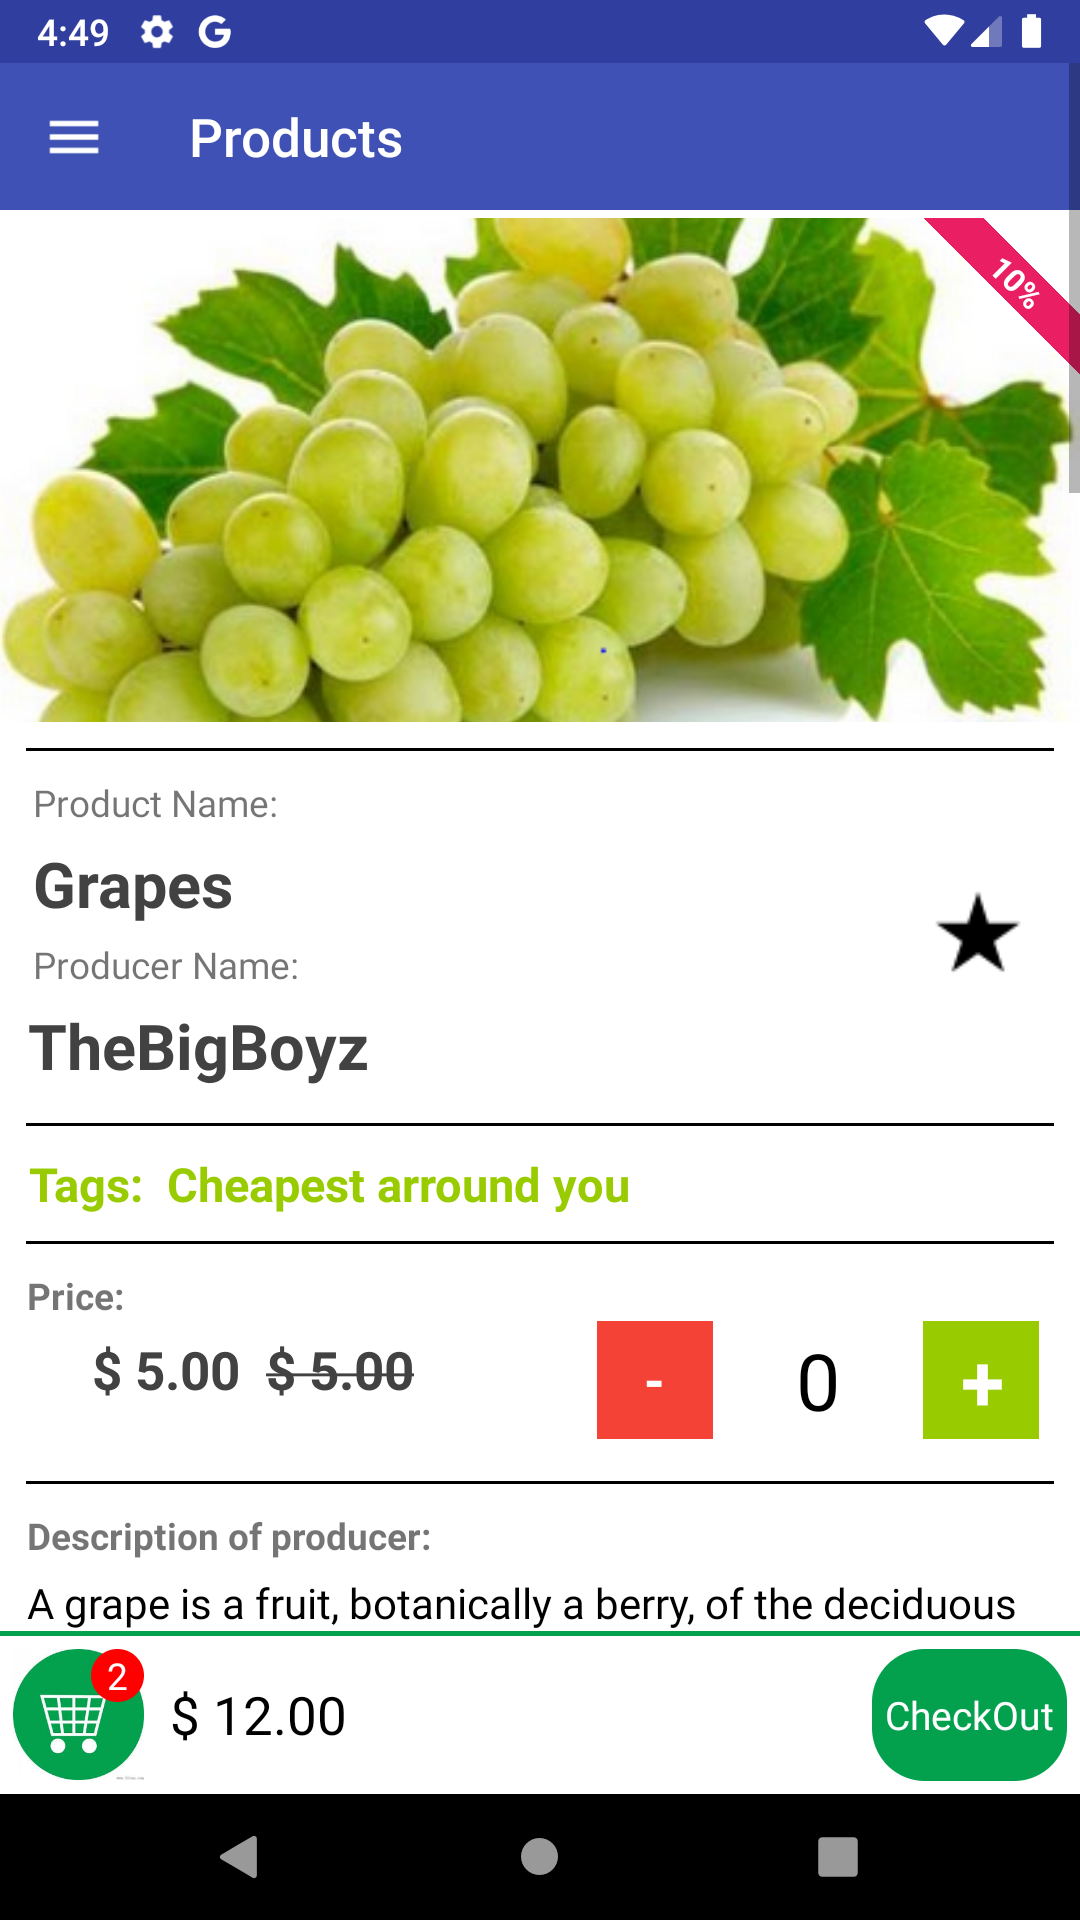 4:49
Products
10%
Product Name:
Grapes
Producer Name:
TheBigBoyz
Tags: Cheapest arround you
Price:
$ 5.00 $ 5.00 - 0 +
Description of producer:
A grape is a fruit, botanically a berry, of the deciduous
2
$ 12.00
CheckOut